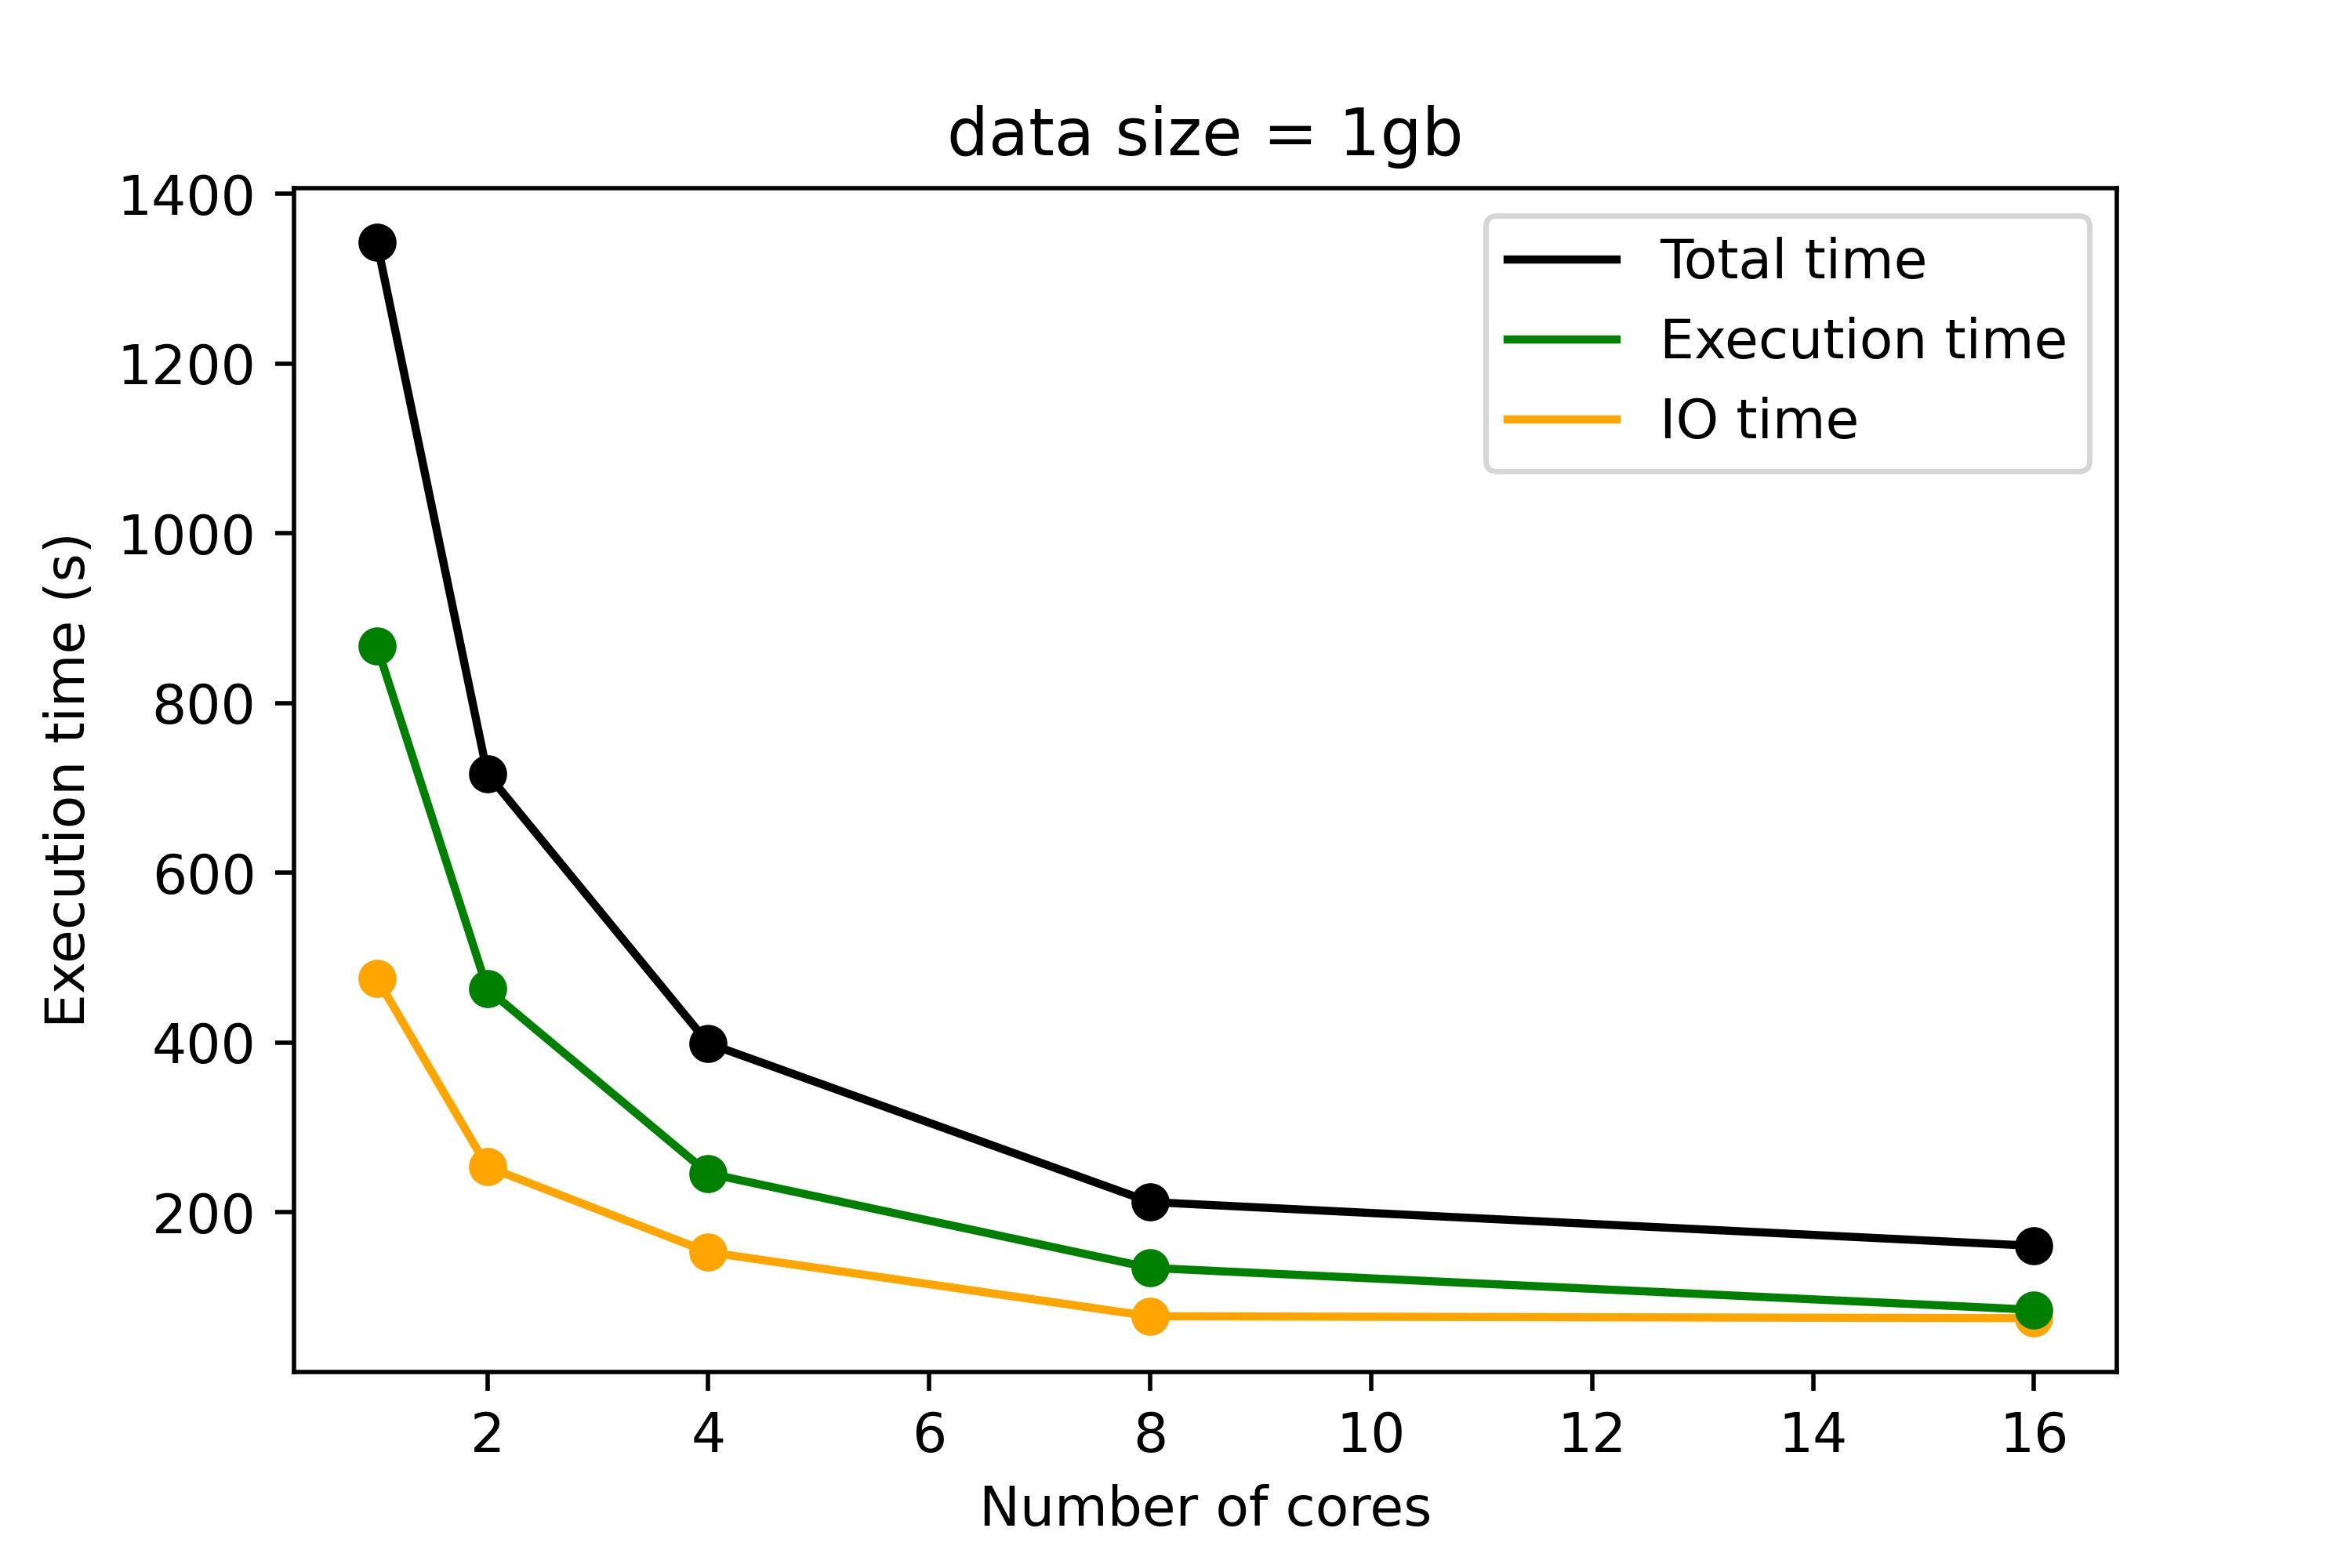 data size = 1gb
1400
1200
1000
800
600
400
200
Execution time (s)
Total time
Execution time
IO time
2 4 6 8 10 12 14 16
Number of cores